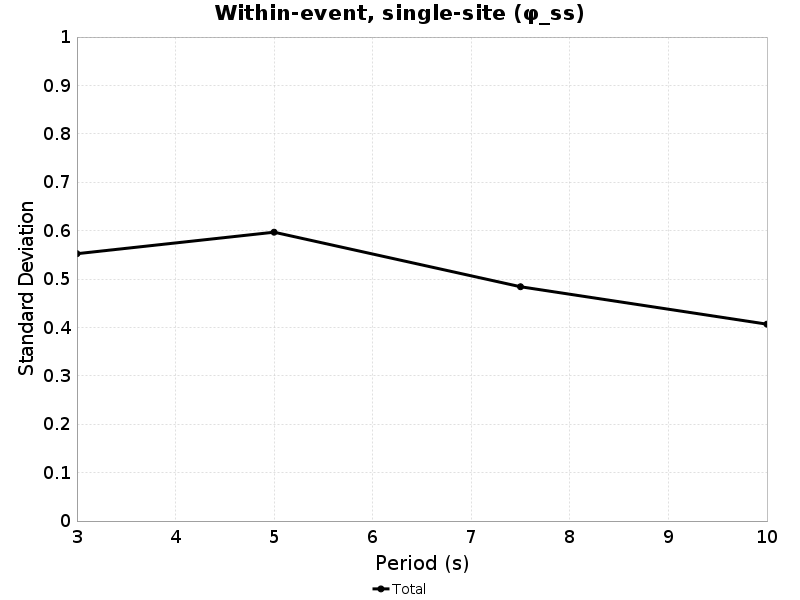 Within-event, single-site (φ_ss)
1
0.9
0.8
0.7
0.6
0.5
0.4
0.3
0.2
0.1
0
Standard Deviation
3 4 5 6 7 8 9 10
Period (s)
Total